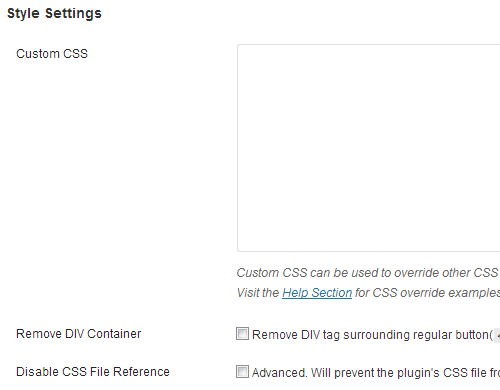 Style Settings
Custom CSS
Custom CSS can be used to override other CSS
Visit the Help Section for CSS override examples
Remove DIV Container
Remove DIV tag surrounding regular button(
Disable CSS File Reference
Advanced. Will prevent the plugin's CSS file